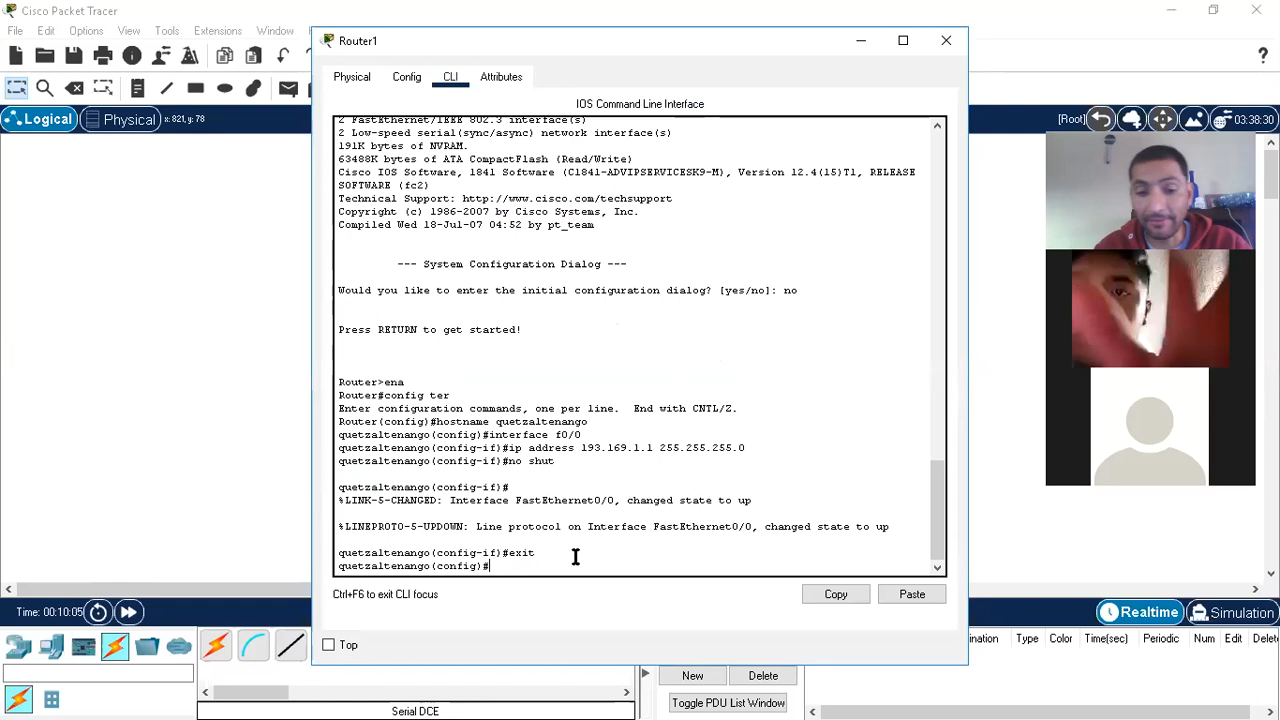 Cisco Packet Tracer
File Edit Options View Tools Extensions Window
Logical Physical x: 821, y: 78
[Root] 03:38:30
Router1
Physical Config CLI Attributes
IOS Command Line Interface
2 FastEthernet/IEEE 802.3 interface(s)
2 Low-speed serial(sync/async) network interface(s)
191K bytes of NVRAM.
63488K bytes of ATA CompactFlash (Read/Write)
Cisco IOS Software, 1841 Software (C1841-ADVIPSERVICESK9-M), Version 12.4(15)T1, RELEASE
SOFTWARE (fc2)
Technical Support: http://www.cisco.com/techsupport
Copyright (c) 1986-2007 by Cisco Systems, Inc.
Compiled Wed 18-Jul-07 04:52 by pt_team
--- System Configuration Dialog ---
Would you like to enter the initial configuration dialog? [yes/no]: no
Press RETURN to get started!
Router>ena
Router#config ter
Enter configuration commands, one per line. End with CNTL/Z.
Router(config)#hostname quetzaltenango
quetzaltenango(config)#interface f0/0
quetzaltenango(config-if)#ip address 193.169.1.1 255.255.255.0
quetzaltenango(config-if)#no shut
quetzaltenango(config-if)#
%LINK-5-CHANGED: Interface FastEthernet0/0, changed state to up
%LINEPROTO-5-UPDOWN: Line protocol on Interface FastEthernet0/0, changed state to up
quetzaltenango(config-if)#exit
quetzaltenango(config)#
Ctrl+F6 to exit CLI focus
Copy Paste
Top
Time: 00:10:05
Realtime Simulation
ination Type Color Time(sec) Periodic Num Edit Delete
New Delete
Toggle PDU List Window
Serial DCE